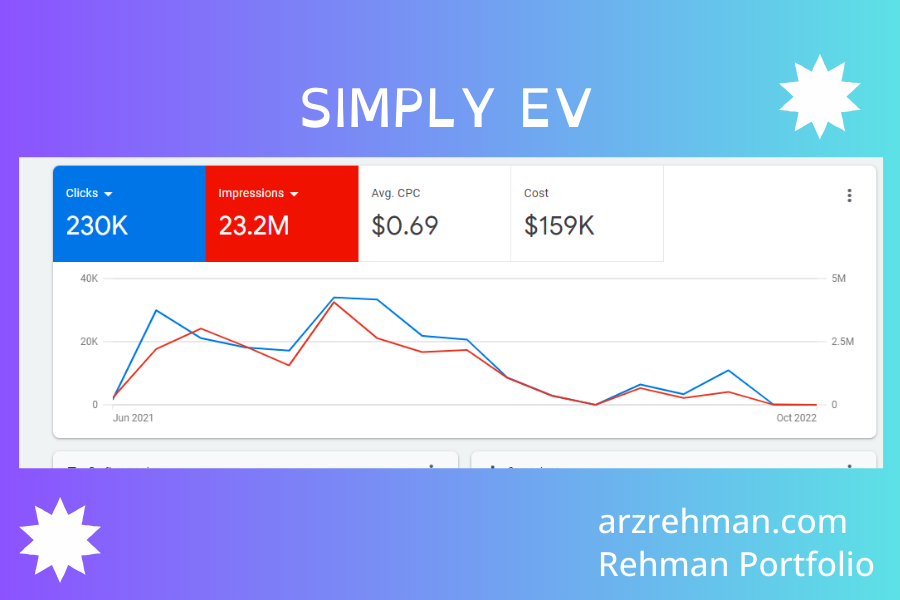 SIMPLY EV
Clicks Impressions Avg. CPC Cost
230K 23.2M $0.69 $159K
40K 5M
20K 2.5M
0 0
Jun 2021 Oct 2022
arzrehman.com
Rehman Portfolio